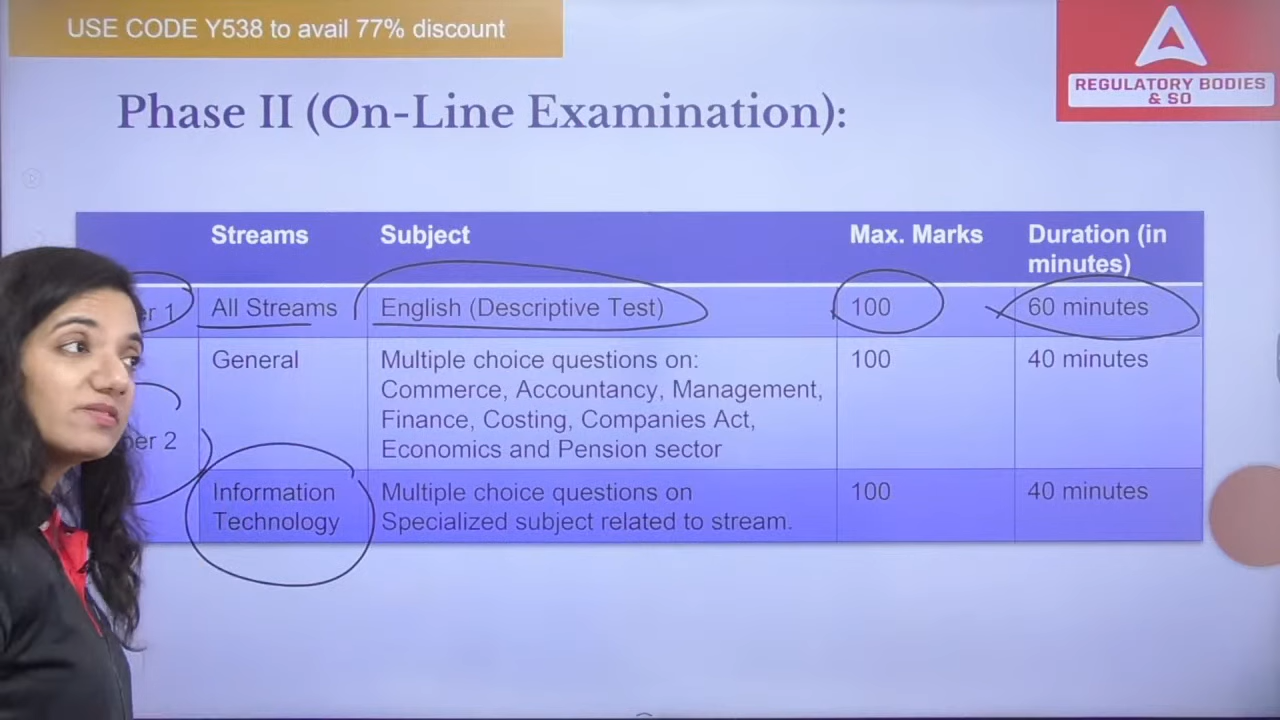 USE CODE Y538 to avail 77% discount
REGULATORY BODIES
& SO
Phase II (On-Line Examination):
Streams Subject Max. Marks Duration (in
minutes)
1 All Streams English (Descriptive Test) 100 60 minutes
General Multiple choice questions on: 100 40 minutes
Commerce, Accountancy, Management,
Finance, Costing, Companies Act,
2
Economics and Pension sector
Information Multiple choice questions on 100 40 minutes
Technology Specialized subject related to stream.